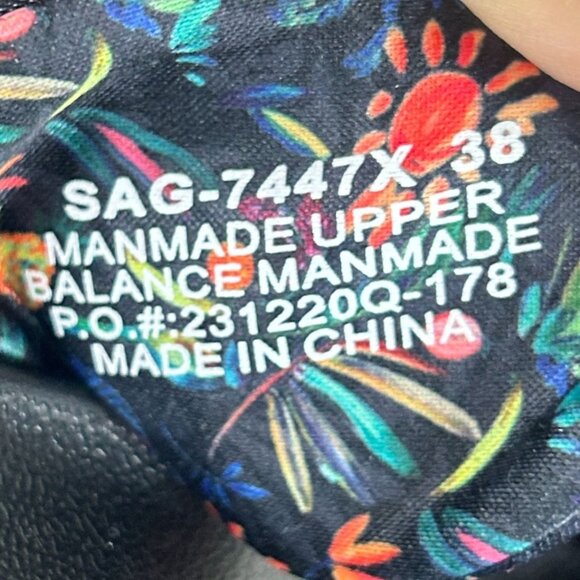 SAG-7447X 38
MANMADE UPPER
BALANCE MANMADE
P.O.#:231220Q-178
MADE IN CHINA